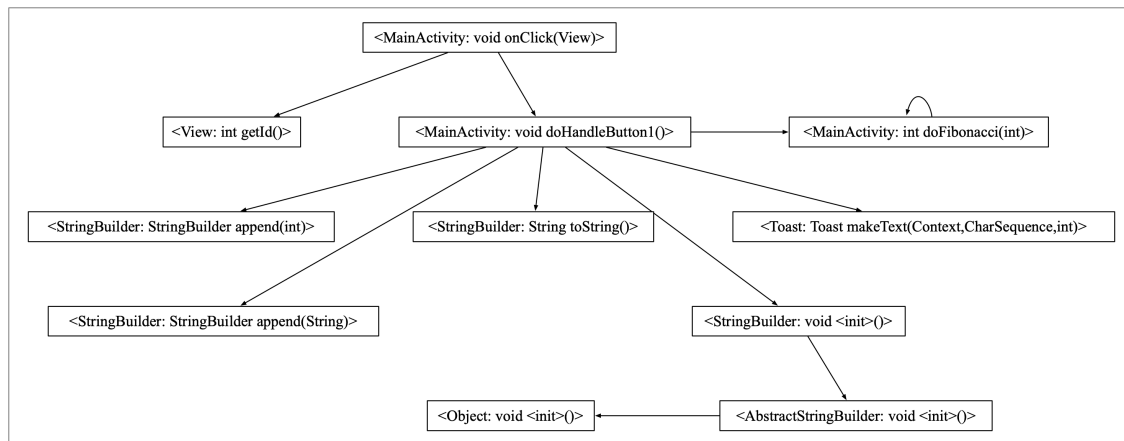 <MainActivity: void onClick(View)>
<View: int getId()>
<MainActivity: void doHandleButton1()>
<MainActivity: int doFibonacci(int)>
<StringBuilder: StringBuilder append(int)>
<StringBuilder: String toString()>
<Toast: Toast makeText(Context,CharSequence,int)>
<StringBuilder: StringBuilder append(String)>
<StringBuilder: void <init>()>
<Object: void <init>()>
<AbstractStringBuilder: void <init>()>